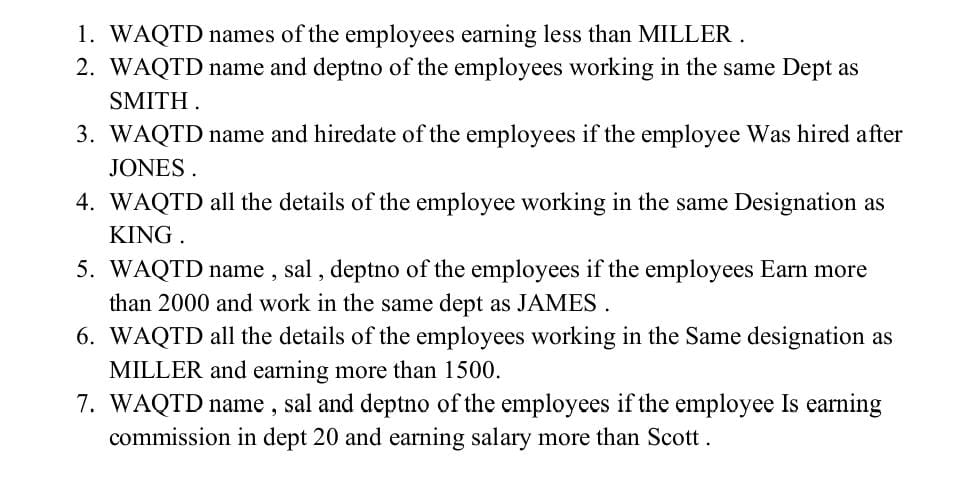 1. WAQTD names of the employees earning less than MILLER .
2. WAQTD name and deptno of the employees working in the same Dept as
SMITH .
3. WAQTD name and hiredate of the employees if the employee Was hired after
JONES .
4. WAQTD all the details of the employee working in the same Designation as
KING .
5. WAQTD name , sal , deptno of the employees if the employees Earn more
than 2000 and work in the same dept as JAMES .
6. WAQTD all the details of the employees working in the Same designation as
MILLER and earning more than 1500.
7. WAQTD name , sal and deptno of the employees if the employee Is earning
commission in dept 20 and earning salary more than Scott .